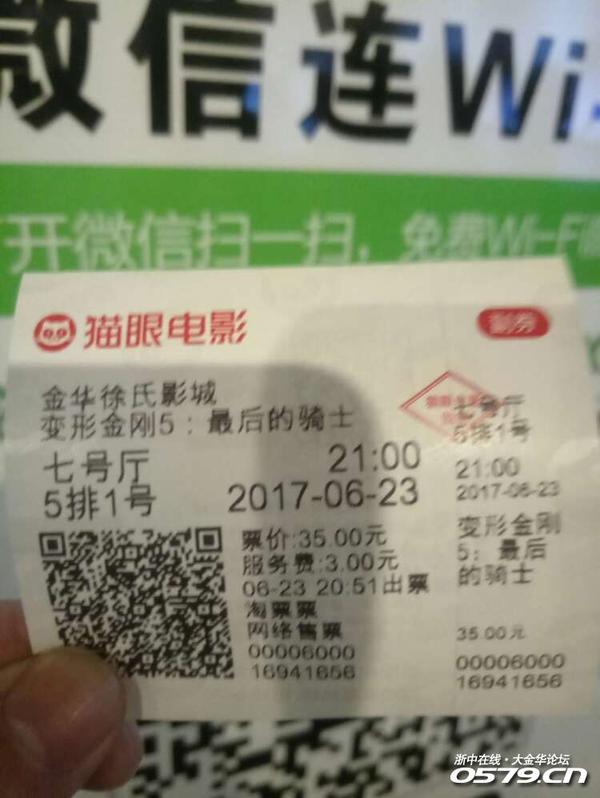 微信连Wi-
开微信扫一扫，免费Wi-Fi
猫眼电影
副券
金华徐氏影城
变形金刚5：最后的骑士
七号厅
21:00
5排1号
2017-06-23
票价:35.00元
服务费:3.00元
06-23 20:51出票
淘票票
网络售票
00006000
16941656
七号厅
5排1号
21:00
2017-06-23
变形金刚
5：最后
的骑士
35.00元
00006000
16941656
浙中在线·大金华论坛
0579.cn